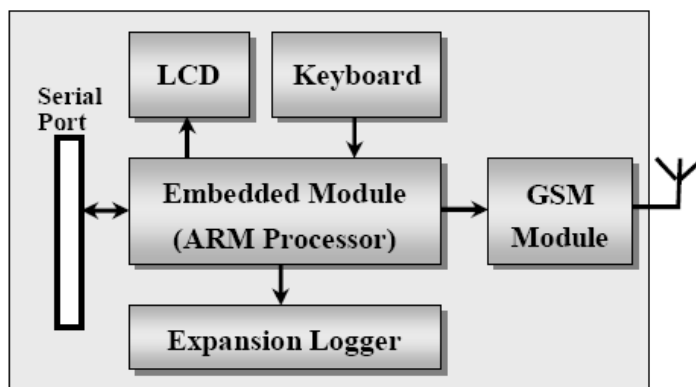 LCD
Keyboard
Serial
Port
Embedded Module
(ARM Processor)
GSM
Module
Expansion Logger